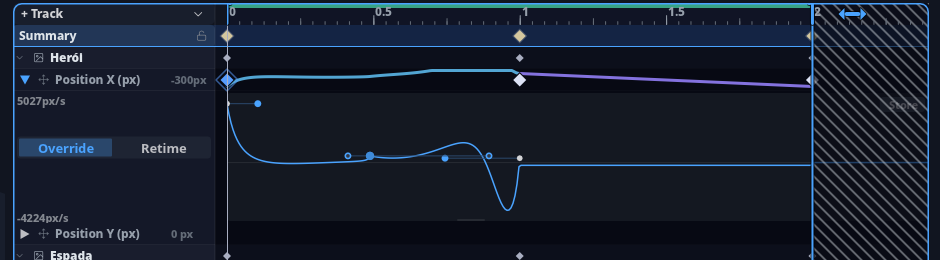 + Track
0 0.5 1 1.5 2
Summary
Herói
Position X (px) -300px
5027px/s
Store
Override Retime
-4224px/s
Position Y (px) 0 px
Espada